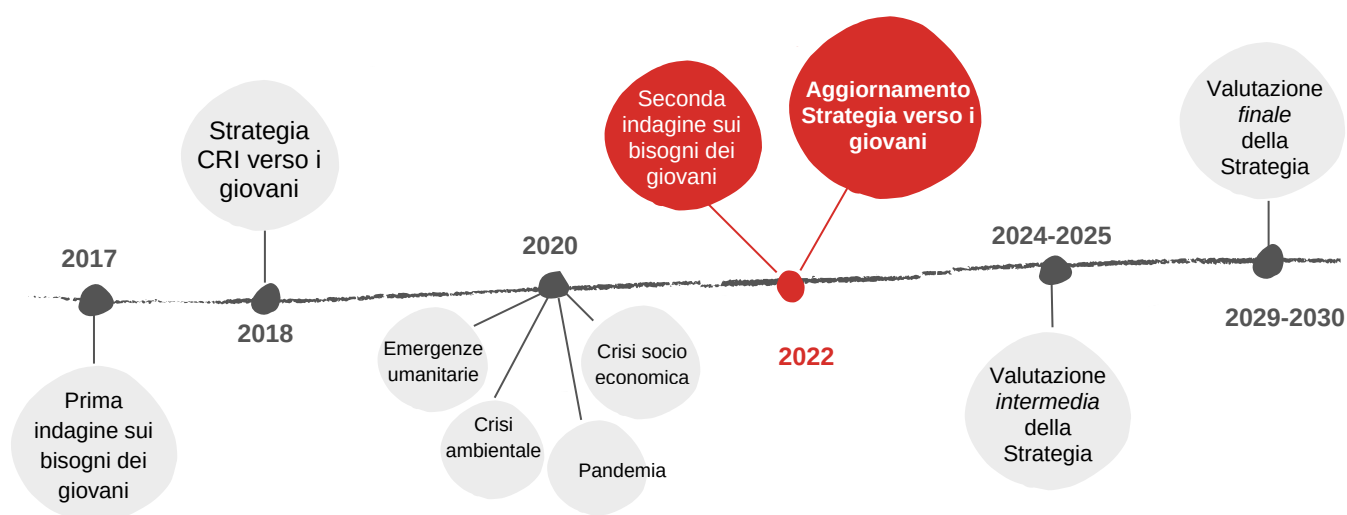 2017
Prima
indagine sui
bisogni dei
giovani
Strategia
CRI verso i
giovani
2018
2020
Emergenze
umanitarie
Crisi
ambientale
Pandemia
Crisi socio
economica
Seconda
indagine sui
bisogni dei
giovani
Aggiornamento
Strategia verso i
giovani
2022
2024-2025
Valutazione
intermedia
della
Strategia
Valutazione
finale
della
Strategia
2029-2030